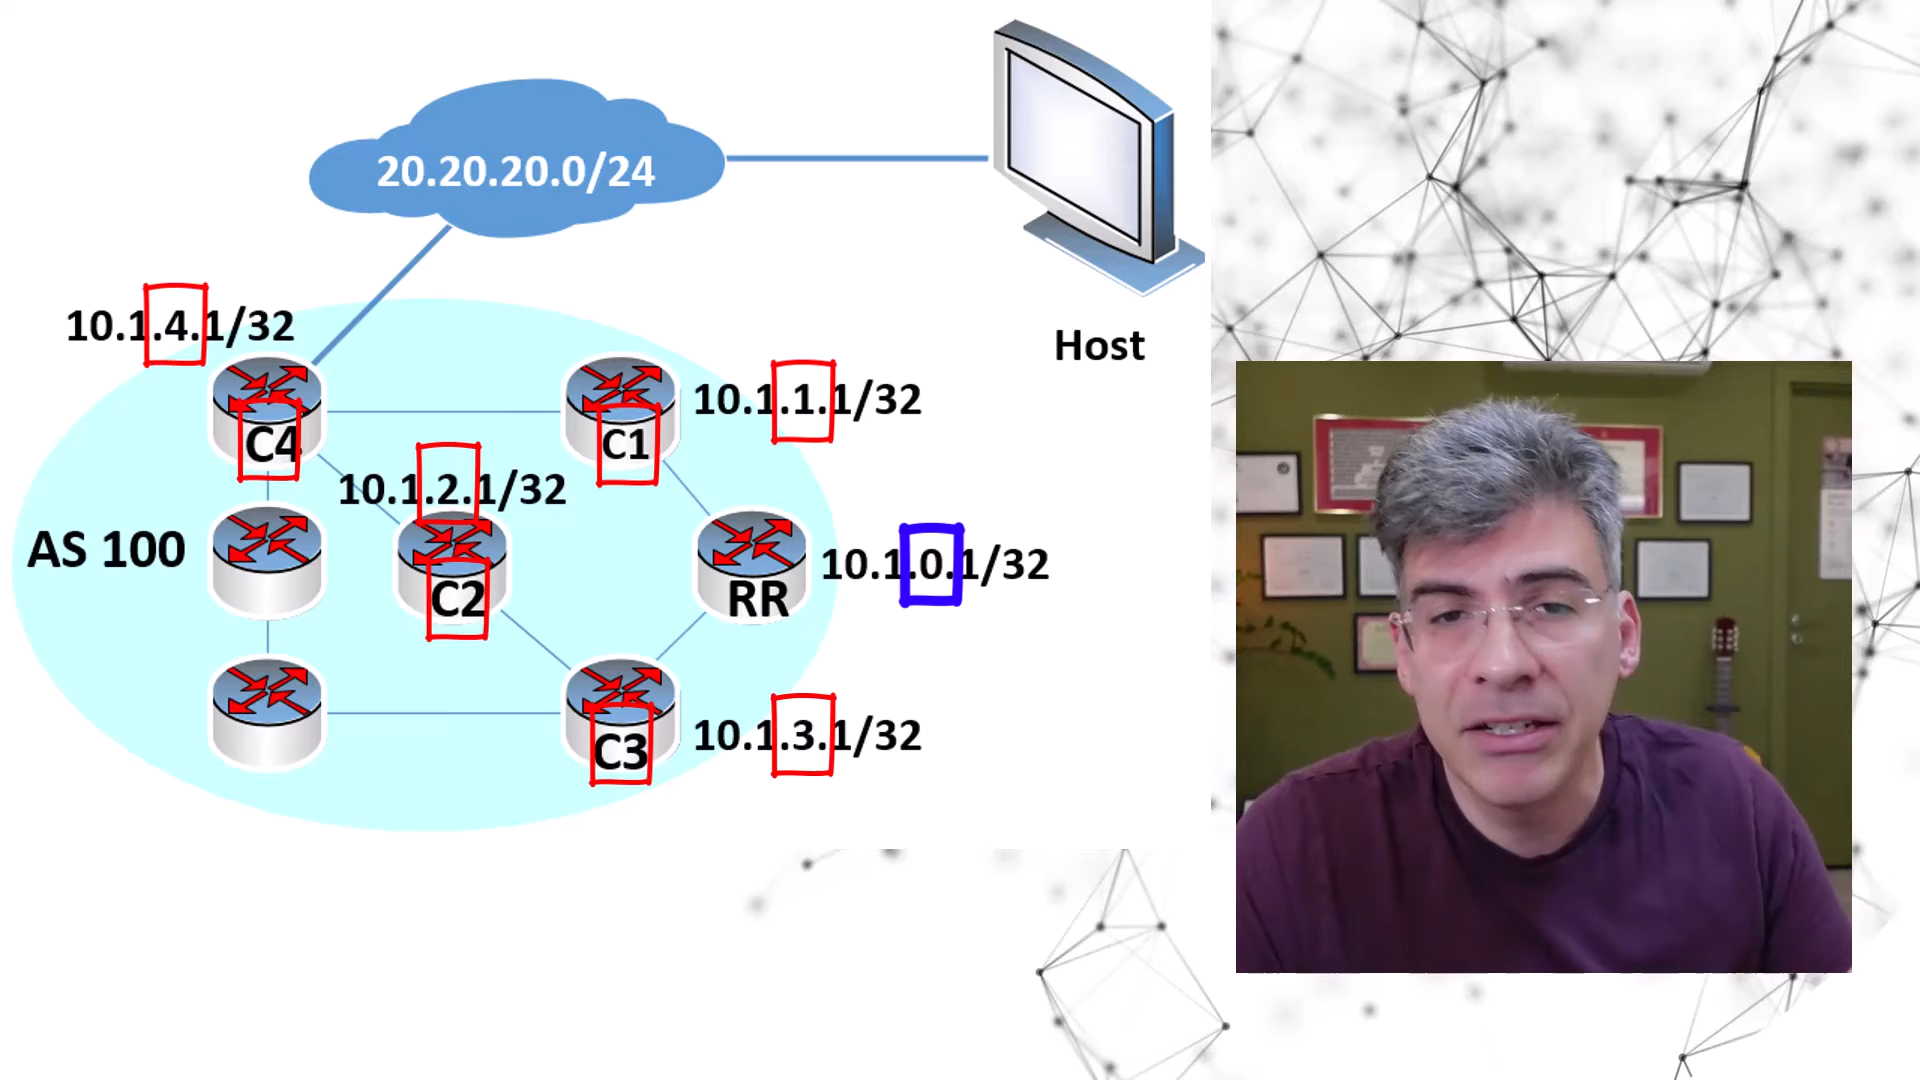 20.20.20.0/24
Host
10.1.4.1/32
C4
C1
10.1.1.1/32
10.1.2.1/32
AS 100
C2
RR
10.1.0.1/32
C3
10.1.3.1/32